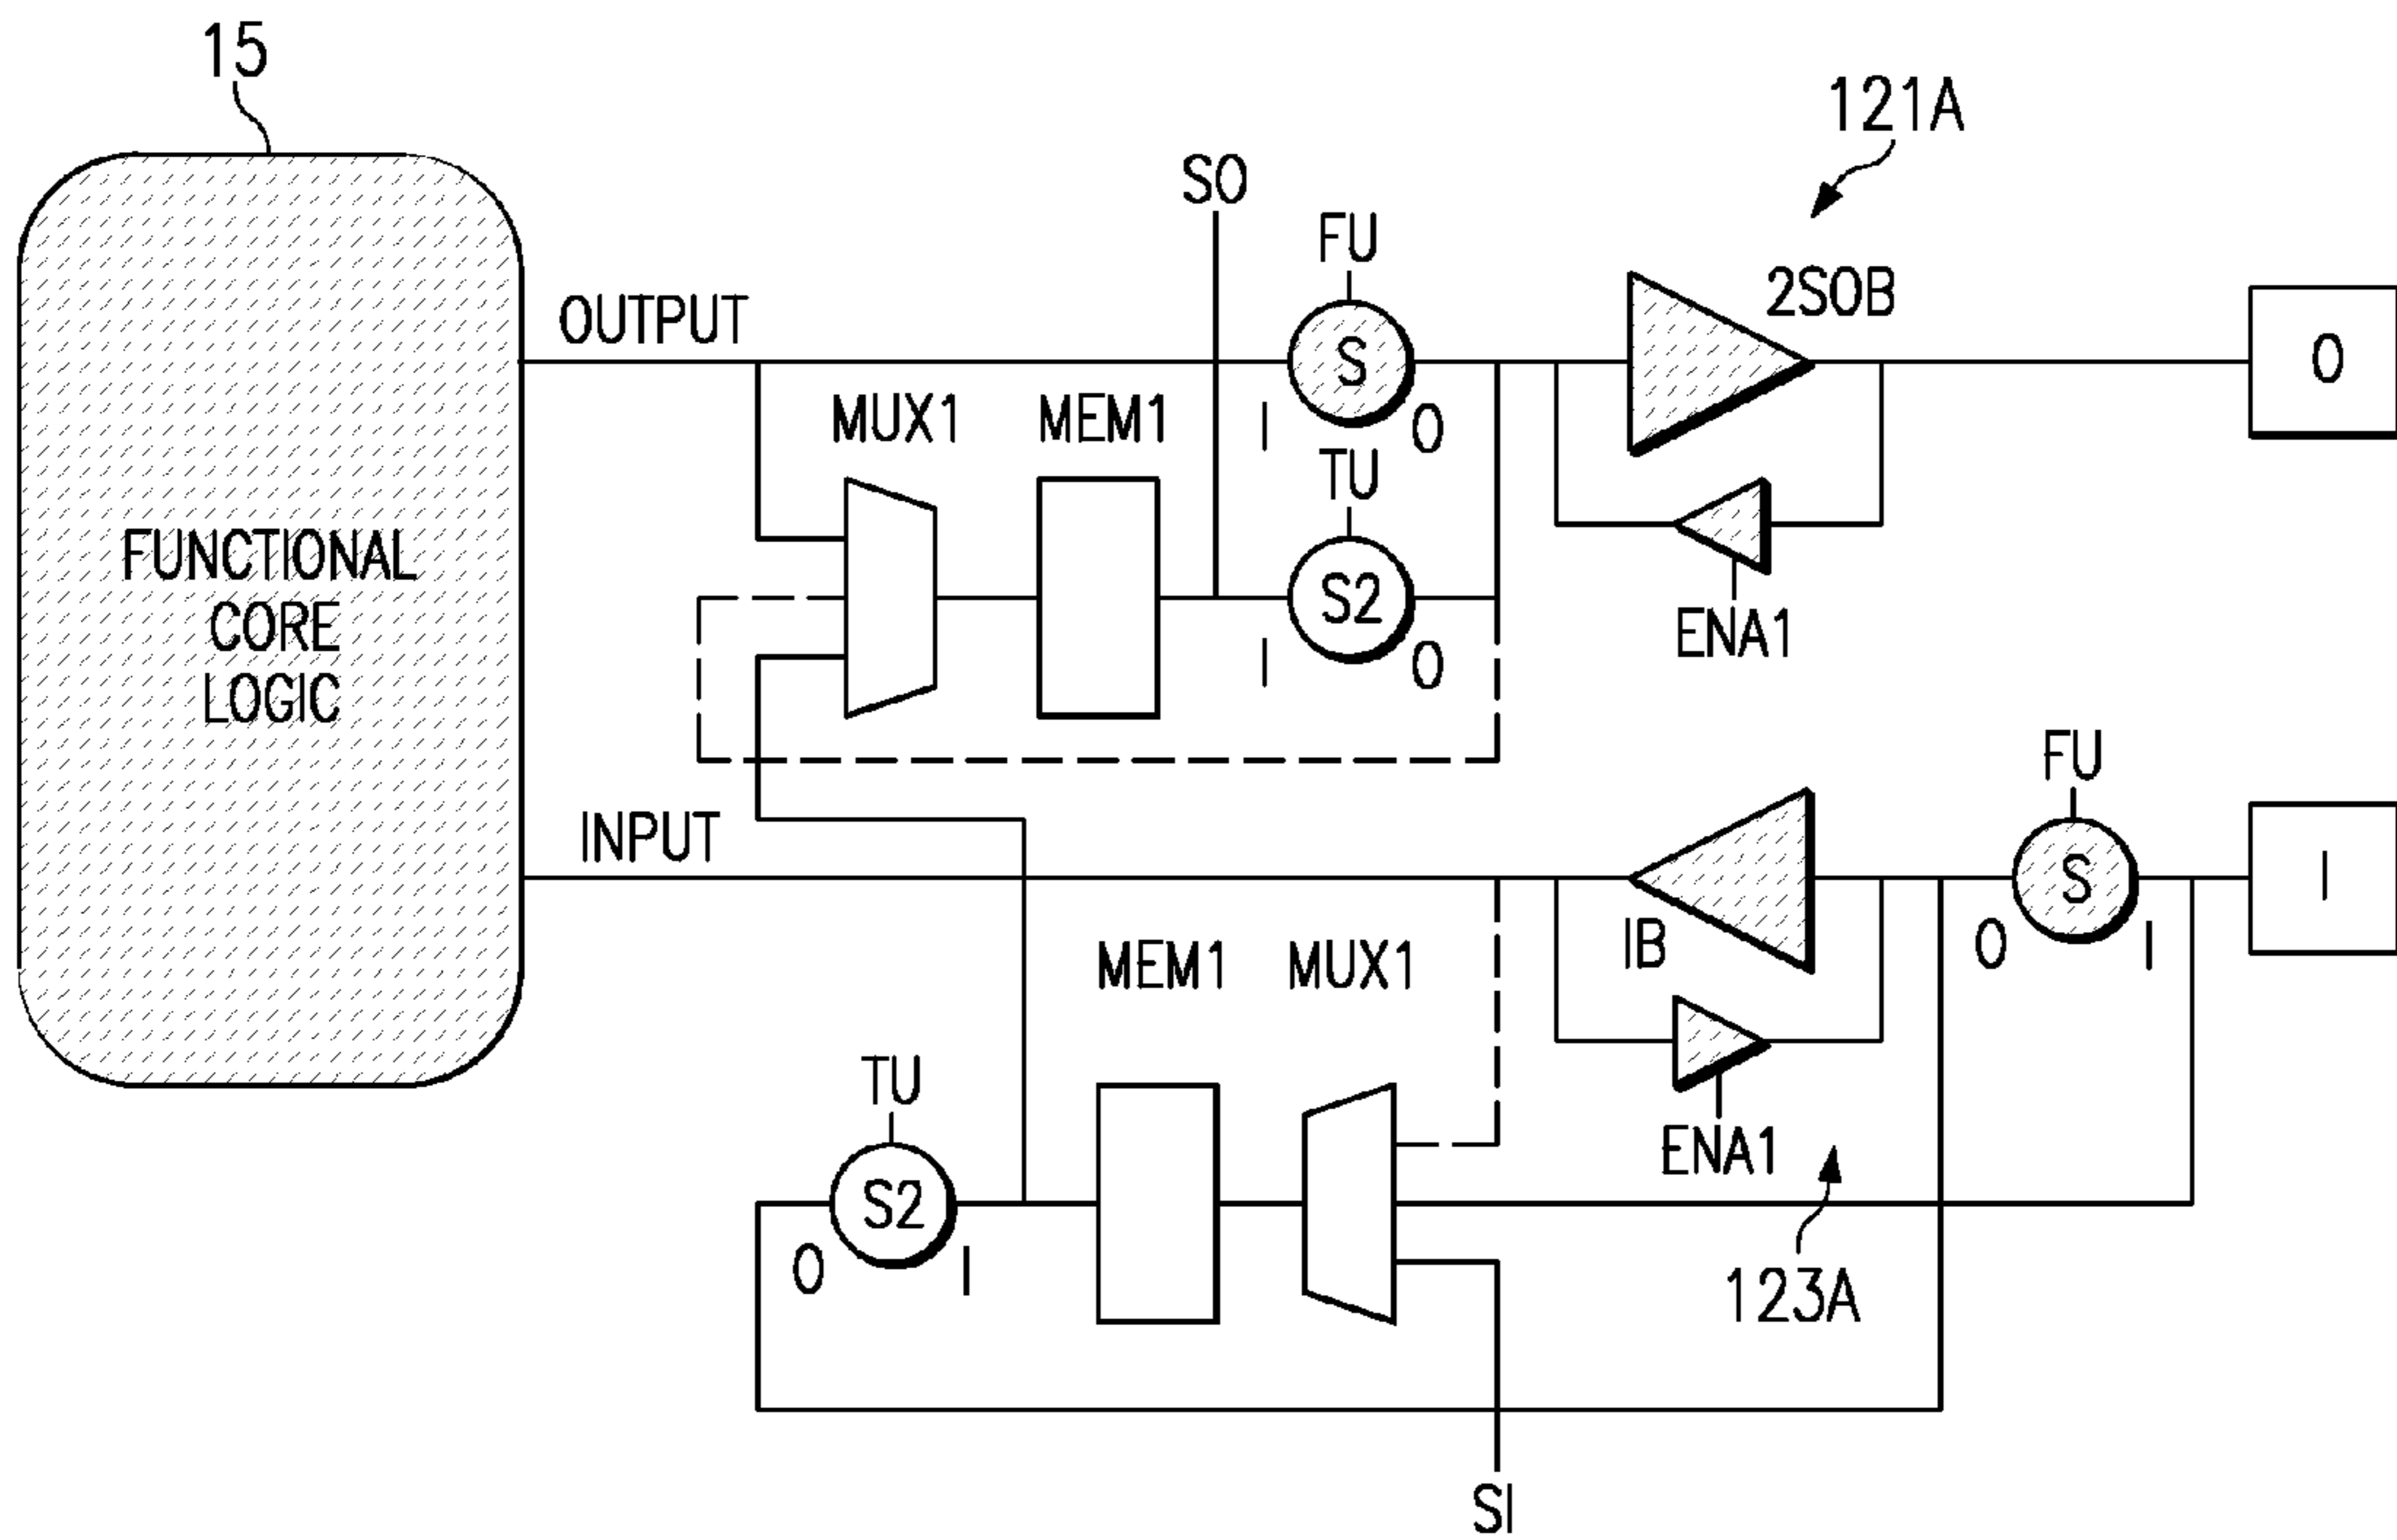 15
121A
SO
FU
2SOB
OUTPUT
S
O
MUX1
MEM1
I
O
TU
FUNCTIONAL
CORE
LOGIC
S2
ENA1
I
O
FU
INPUT
S
I
IB
O
I
MEM1
MUX1
TU
ENA1
S2
O
I
123A
SI